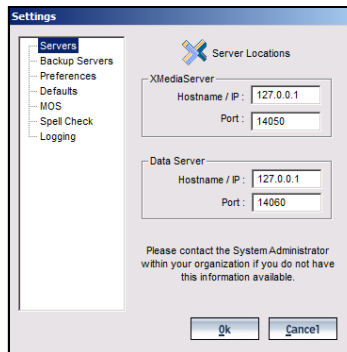 Settings
Servers
Backup Servers
Preferences
Defaults
MOS
Spell Check
Logging
Server Locations
XMediaServer
Hostname / IP : 127.0.0.1
Port : 14050
Data Server
Hostname / IP : 127.0.0.1
Port : 14060
Please contact the System Administrator
within your organization if you do not have
this information available.
Ok Cancel